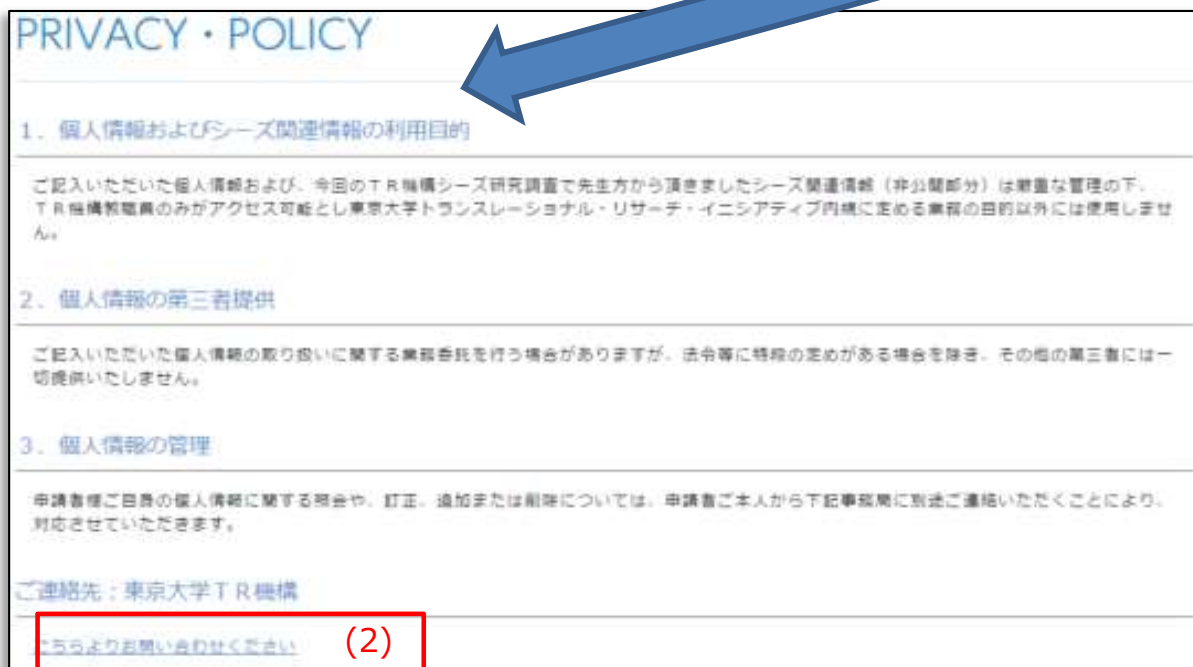 PRIVACY・POLICY
1．個人情報およびシーズ関連情報の利用目的
ご記入いただいた個人情報および、今回のＴＲ機構シーズ研究調査で先生方から頂きましたシーズ関連情報（非公開部分）は厳重な管理の下、
ＴＲ機構教職員のみがアクセス可能とし東京大学トランスレーショナル・リサーチ・イニシアティブ内規に定める業務の目的以外には使用しませ
ん。
2．個人情報の第三者提供
ご記入いただいた個人情報の取り扱いに関する業務委託を行う場合がありますが、法令等に特段の定めがある場合を除き、その他の第三者には一
切提供いたしません。
3．個人情報の管理
申請者様ご自身の個人情報に関する照会や、訂正、追加または削除については、申請者ご本人から下記事務局に別途ご連絡いただくことにより、
対応させていただきます。
ご連絡先：東京大学ＴＲ機構
こちらよりお問い合わせください (2)